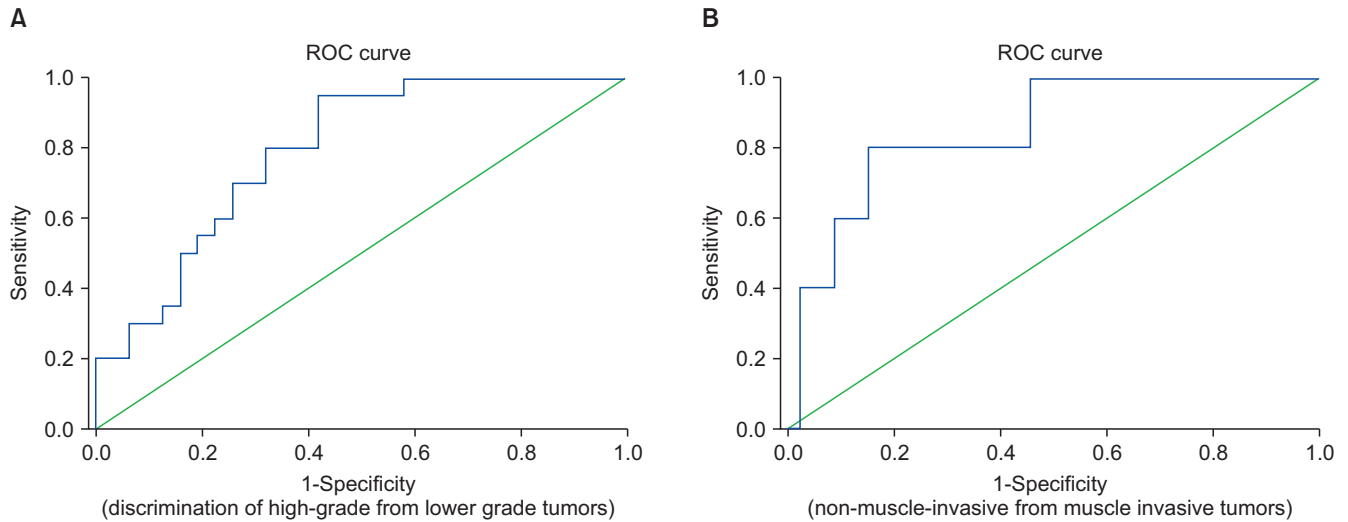 A
ROC curve
1.0
0.8
0.6
0.4
0.2
0.0
Sensitivity
0.0 0.2 0.4 0.6 0.8 1.0
1-Specificity
(discrimination of high-grade from lower grade tumors)
B
ROC curve
1.0
0.8
0.6
0.4
0.2
0.0
Sensitivity
0.0 0.2 0.4 0.6 0.8 1.0
1-Specificity
(non-muscle-invasive from muscle invasive tumors)